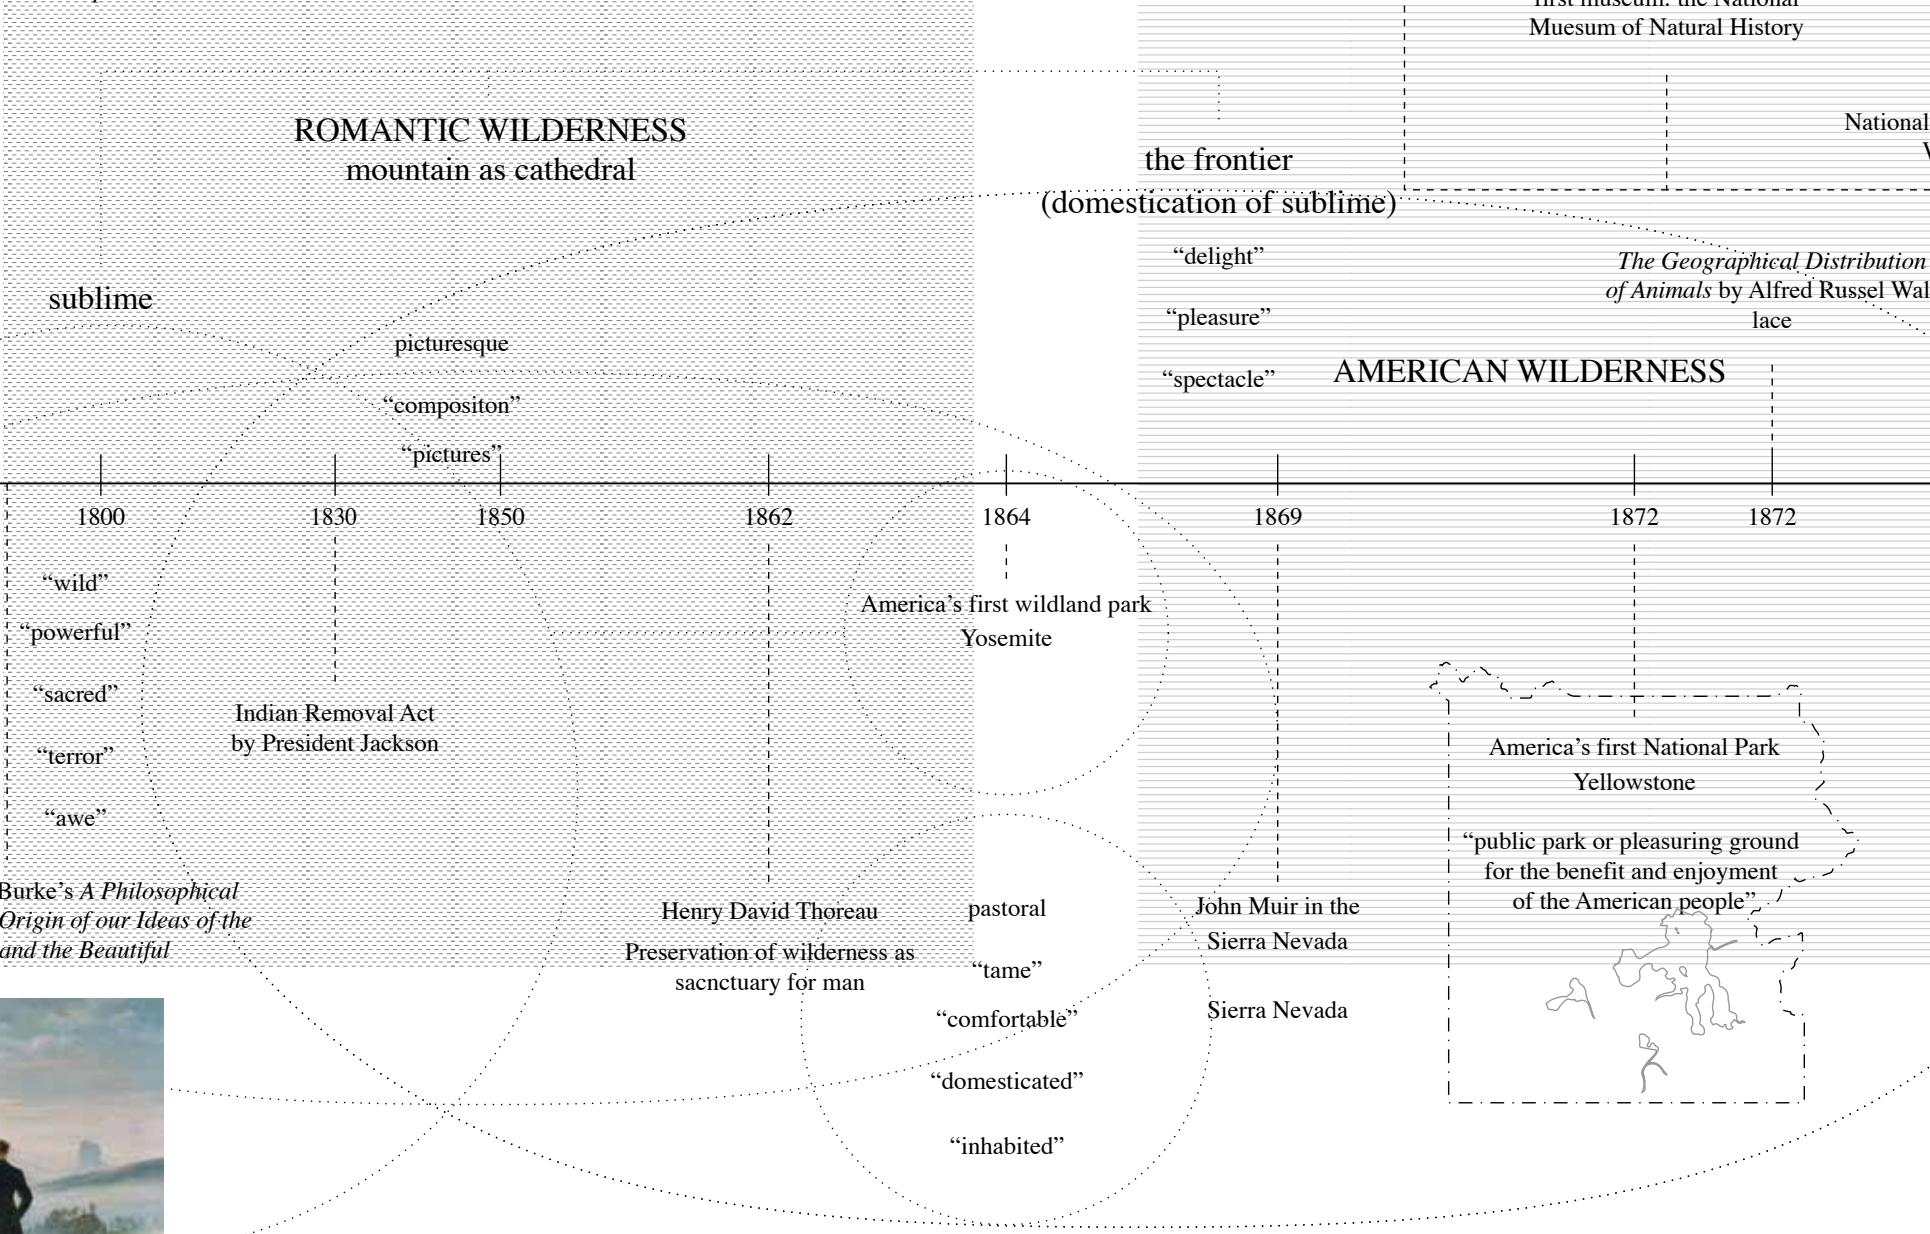 first museum: the National
Muesum of Natural History
ROMANTIC WILDERNESS
mountain as cathedral
National
the frontier
(domestication of sublime)
“delight”
The Geographical Distribution
of Animals by Alfred Russel Wal
lace
sublime
“pleasure”
picturesque
“spectacle”
AMERICAN WILDERNESS
“compositon”
“pictures”
1800
1830
1850
1862
1864
1869
1872
1872
“wild”
“powerful”
“sacred”
“terror”
“awe”
America’s first wildland park
Yosemite
Indian Removal Act
by President Jackson
America’s first National Park
Yellowstone
“public park or pleasuring ground
for the benefit and enjoyment
of the American people”
Burke’s A Philosophical
Origin of our Ideas of the
and the Beautiful
Henry David Thoreau
Preservation of wilderness as
sacnctuary for man
pastoral
“tame”
“comfortable”
“domesticated”
“inhabited”
John Muir in the
Sierra Nevada
Sierra Nevada